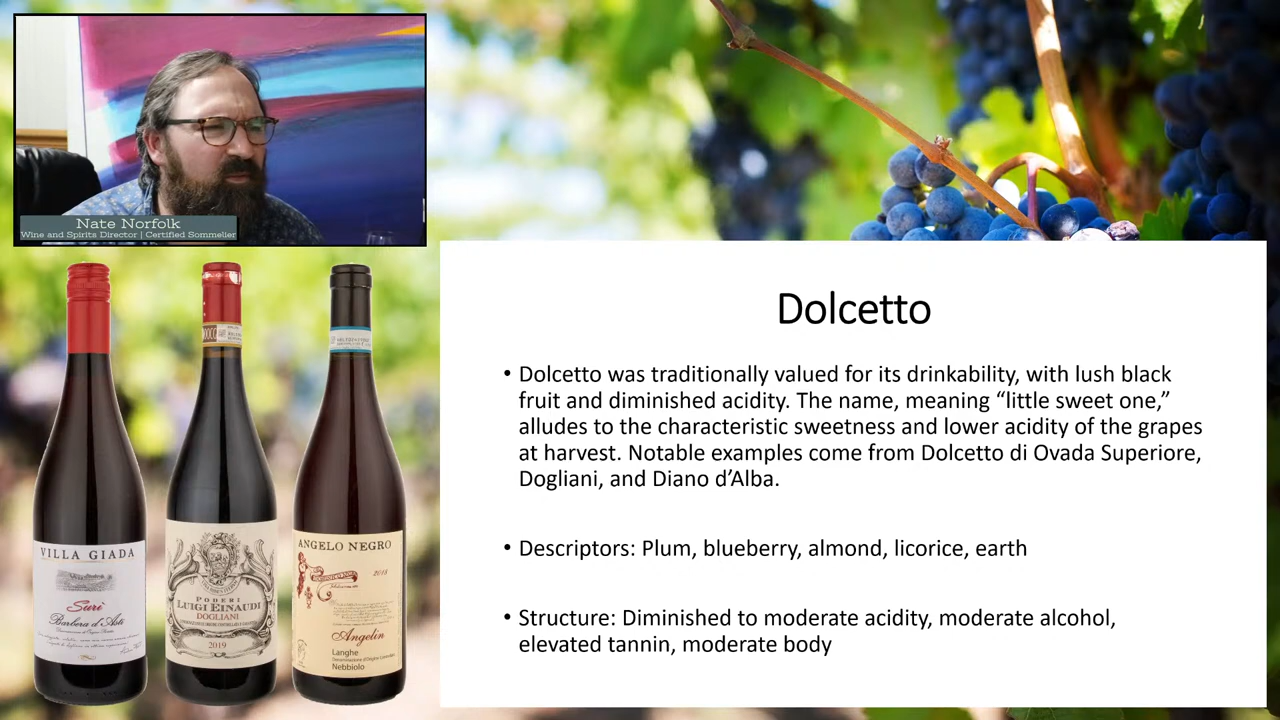 Nate Norfolk
Wine and Spirits Director | Certified Sommelier
Dolcetto
• Dolcetto was traditionally valued for its drinkability, with lush black
fruit and diminished acidity. The name, meaning “little sweet one,”
alludes to the characteristic sweetness and lower acidity of the grapes
at harvest. Notable examples come from Dolcetto di Ovada Superiore,
Dogliani, and Diano d’Alba.
• Descriptors: Plum, blueberry, almond, licorice, earth
• Structure: Diminished to moderate acidity, moderate alcohol,
elevated tannin, moderate body
VILLA GIADA
Surì
Barbera d'Asti
PODERI
LUIGI EINAUDI
DOGLIANI
2019
ANGELO NEGRO
2018
Angelin
Langhe
Nebbiolo